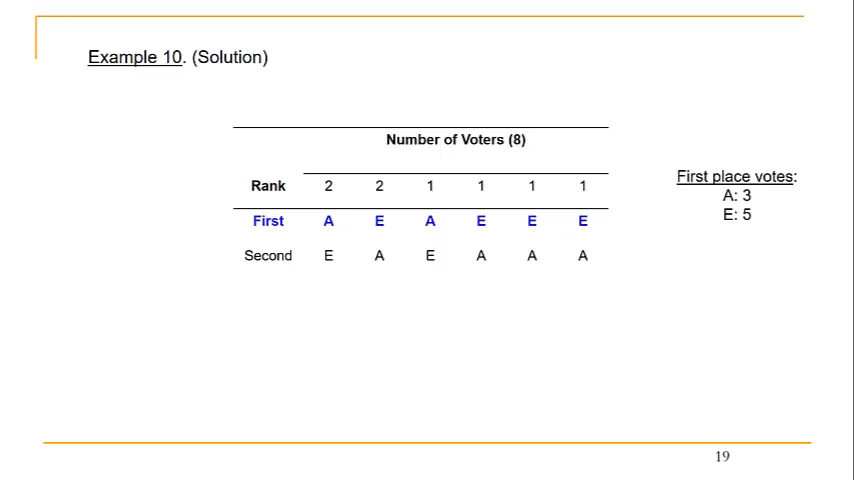 Example 10. (Solution)
Number of Voters (8)
Rank 2 2 1 1 1 1
First A E A E E E
Second E A E A A A
First place votes:
A: 3
E: 5
19